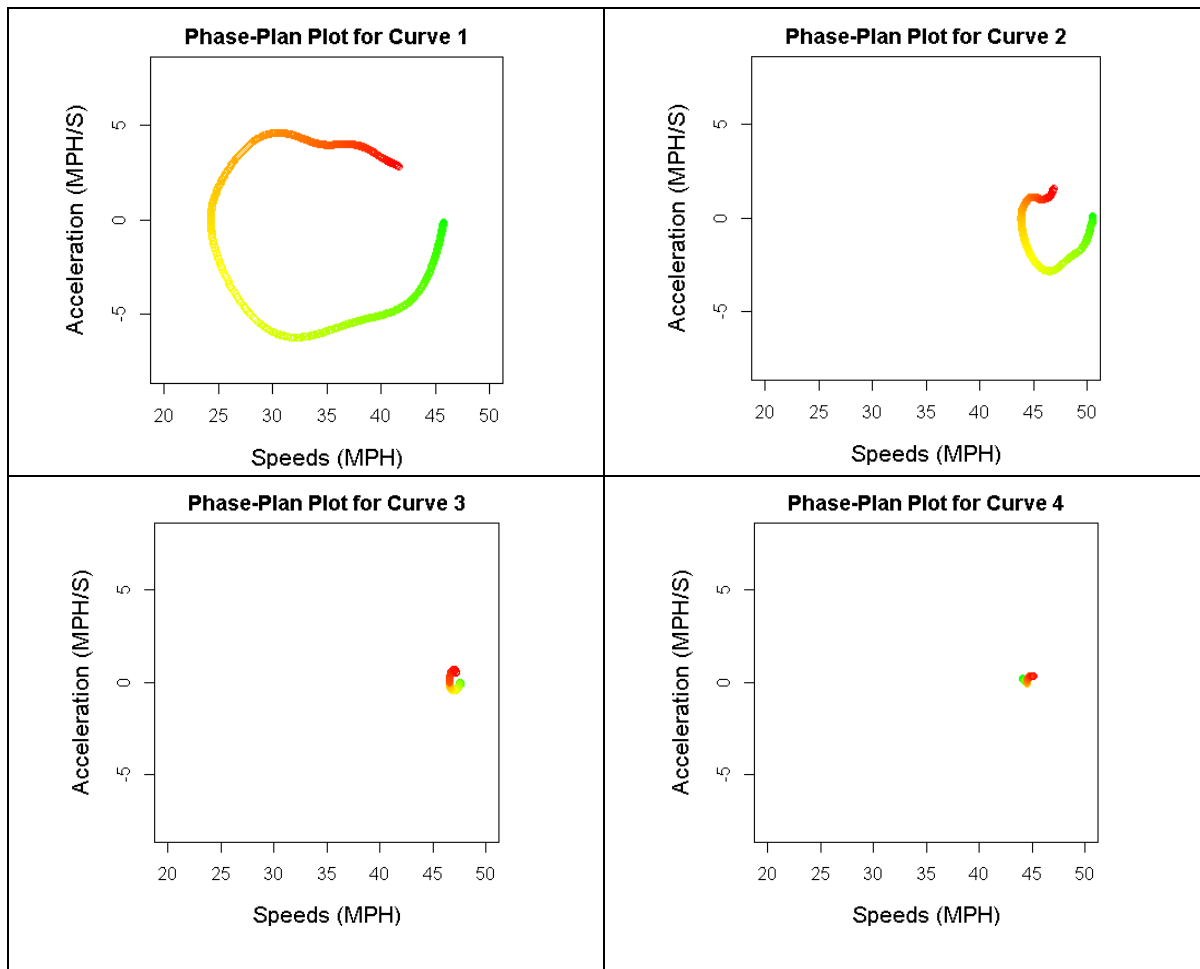 Phase-Plan Plot for Curve 1
Acceleration (MPH/S)
5
0
-5
20 25 30 35 40 45 50
Speeds (MPH)
Phase-Plan Plot for Curve 2
Acceleration (MPH/S)
5
0
-5
20 25 30 35 40 45 50
Speeds (MPH)
Phase-Plan Plot for Curve 3
Acceleration (MPH/S)
5
0
-5
20 25 30 35 40 45 50
Speeds (MPH)
Phase-Plan Plot for Curve 4
Acceleration (MPH/S)
5
0
-5
20 25 30 35 40 45 50
Speeds (MPH)